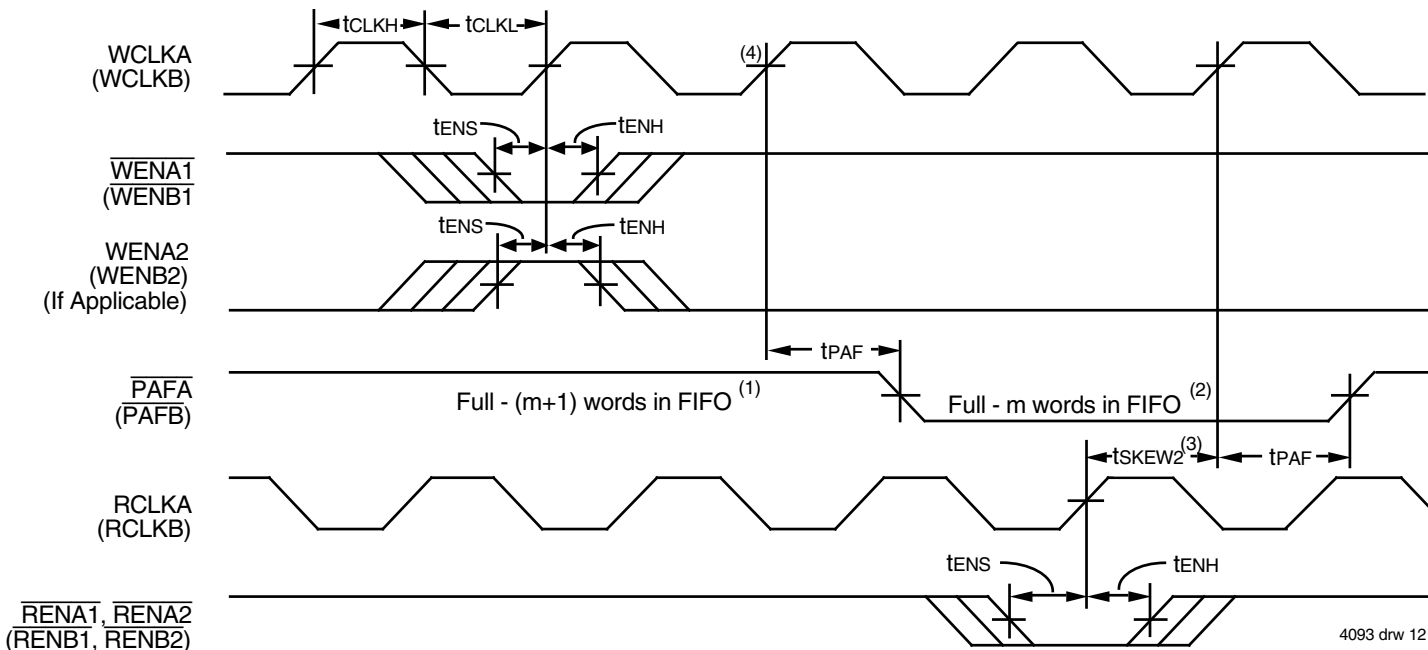 tCLKH tCLKL
WCLKA
(WCLKB)
(4)
tENS tENH
WENA1
(WENB1
tENS tENH
WENA2
(WENB2)
(If Applicable)
tPAF
PAFA
(PAFB)
Full - (m+1) words in FIFO (1)
Full - m words in FIFO (2)
tSKEW2 (3) tPAF
RCLKA
(RCLKB)
tENS tENH
RENA1, RENA2
(RENB1, RENB2)
4093 drw 12